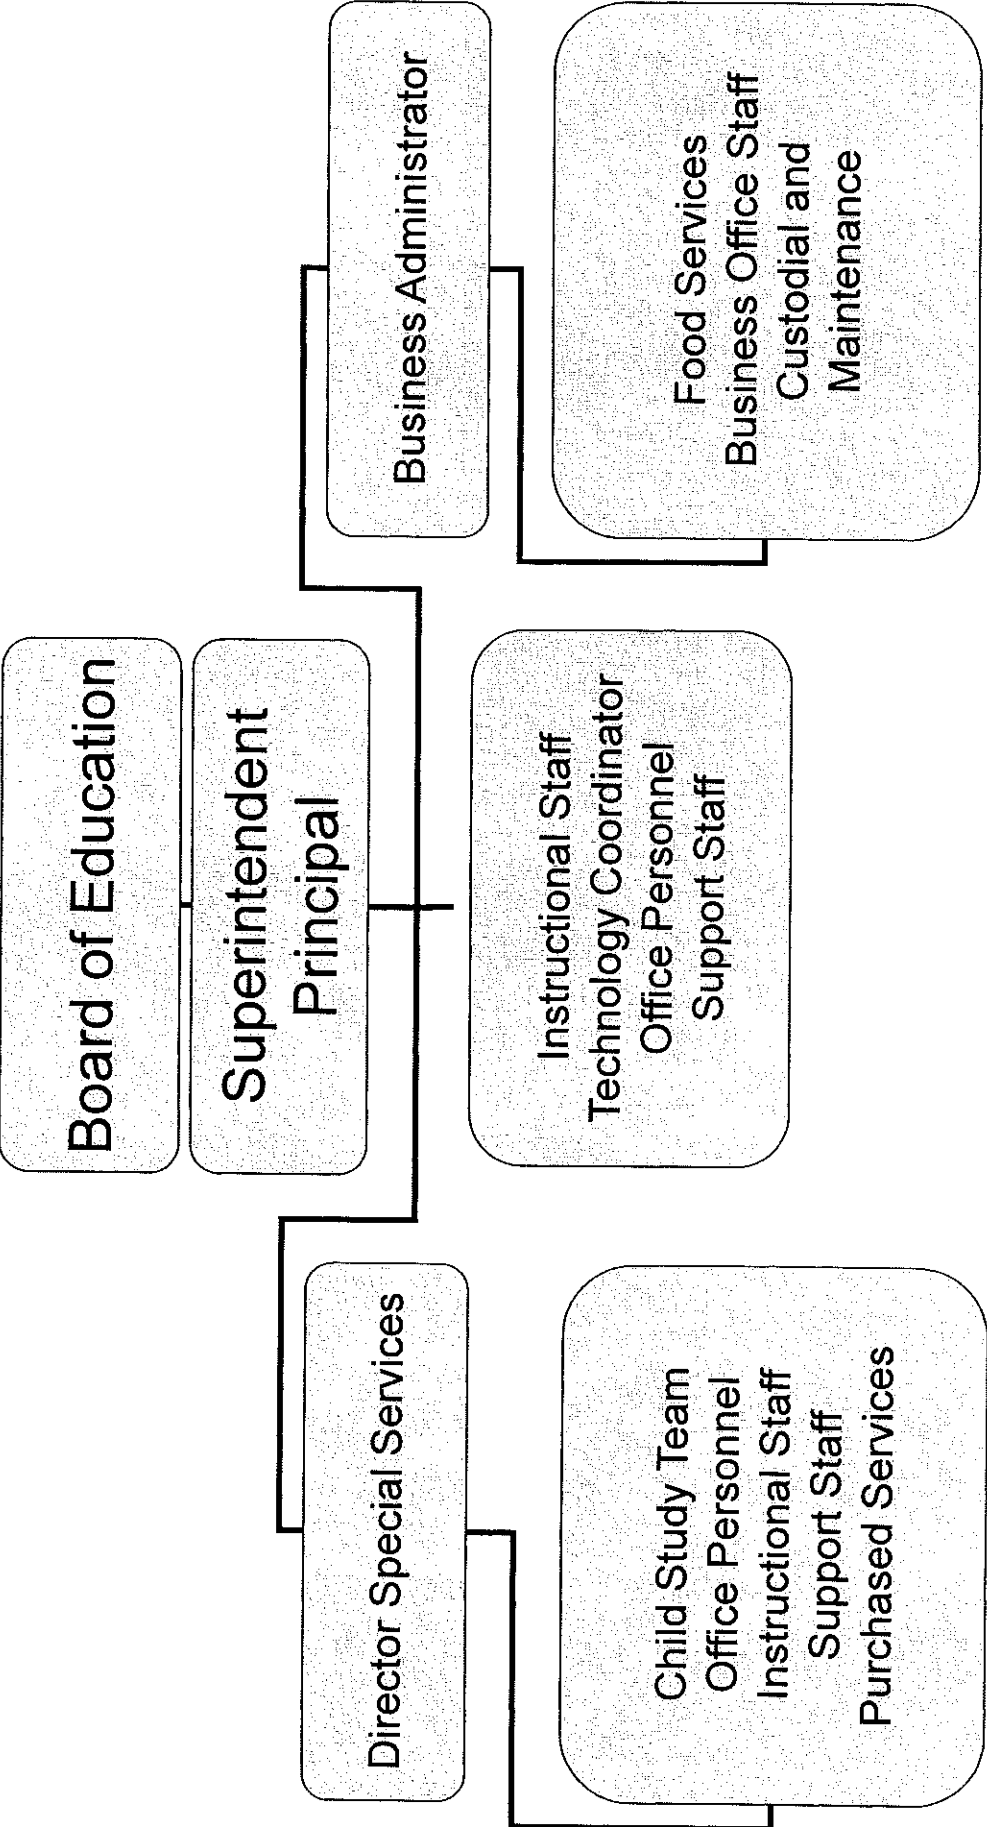 Board of Education
Superintendent
Principal
Director Special Services
Business Administrator
Child Study Team
Office Personnel
Instructional Staff
Support Staff
Purchased Services
Instructional Staff
Technology Coordinator
Office Personnel
Support Staff
Food Services
Business Office Staff
Custodial and
Maintenance